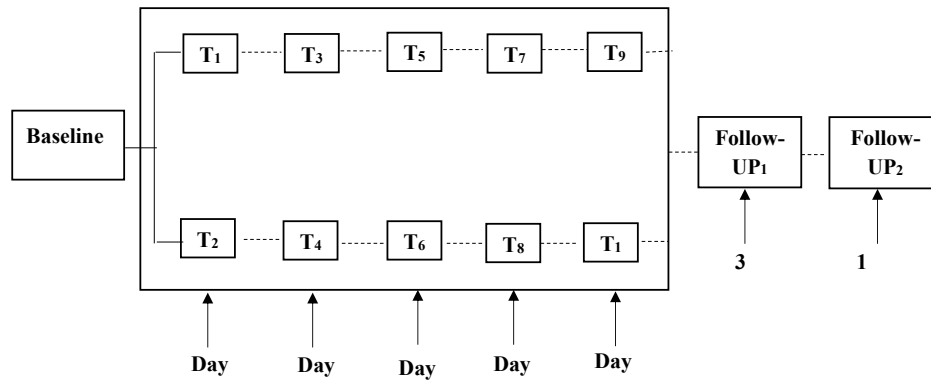 T₁ T₃ T₅ T₇ T₉
Baseline
Follow-
UP₁
Follow-
UP₂
T₂ T₄ T₆ T₈ T₁
3 1
Day Day Day Day Day